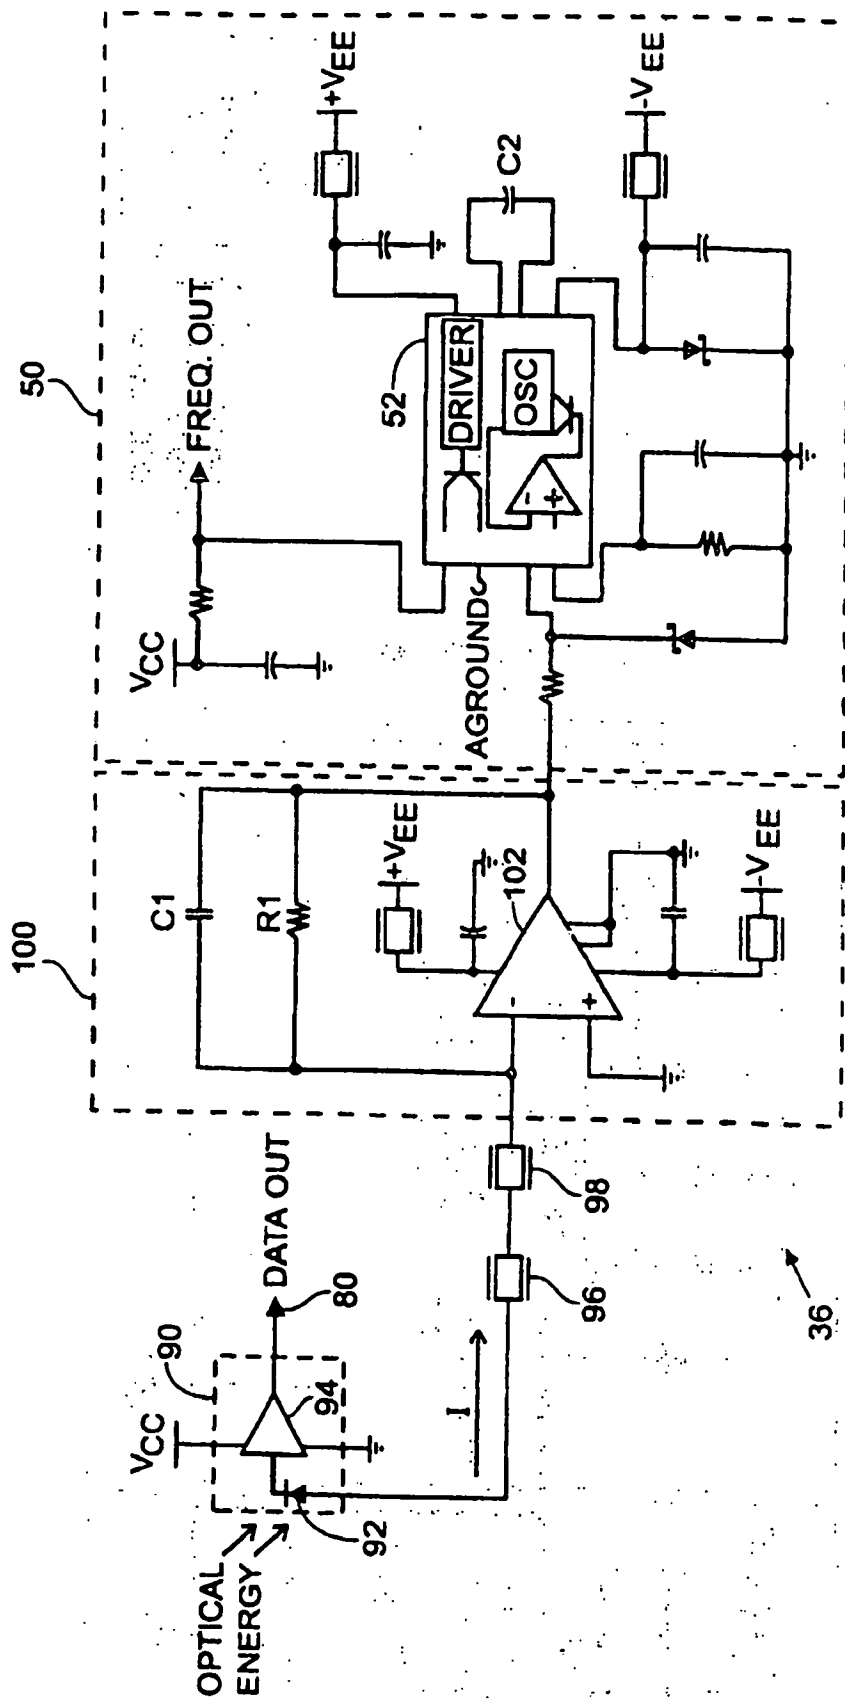 OPTICAL
ENERGY
VCC
90
94
92
DATA OUT
80
I
96
98
36
100
C1
R1
+VEE
102
-
+
-VEE
50
VCC
FREQ. OUT
AGROUND
52
DRIVER
OSC
-
+
+VEE
C2
-VEE